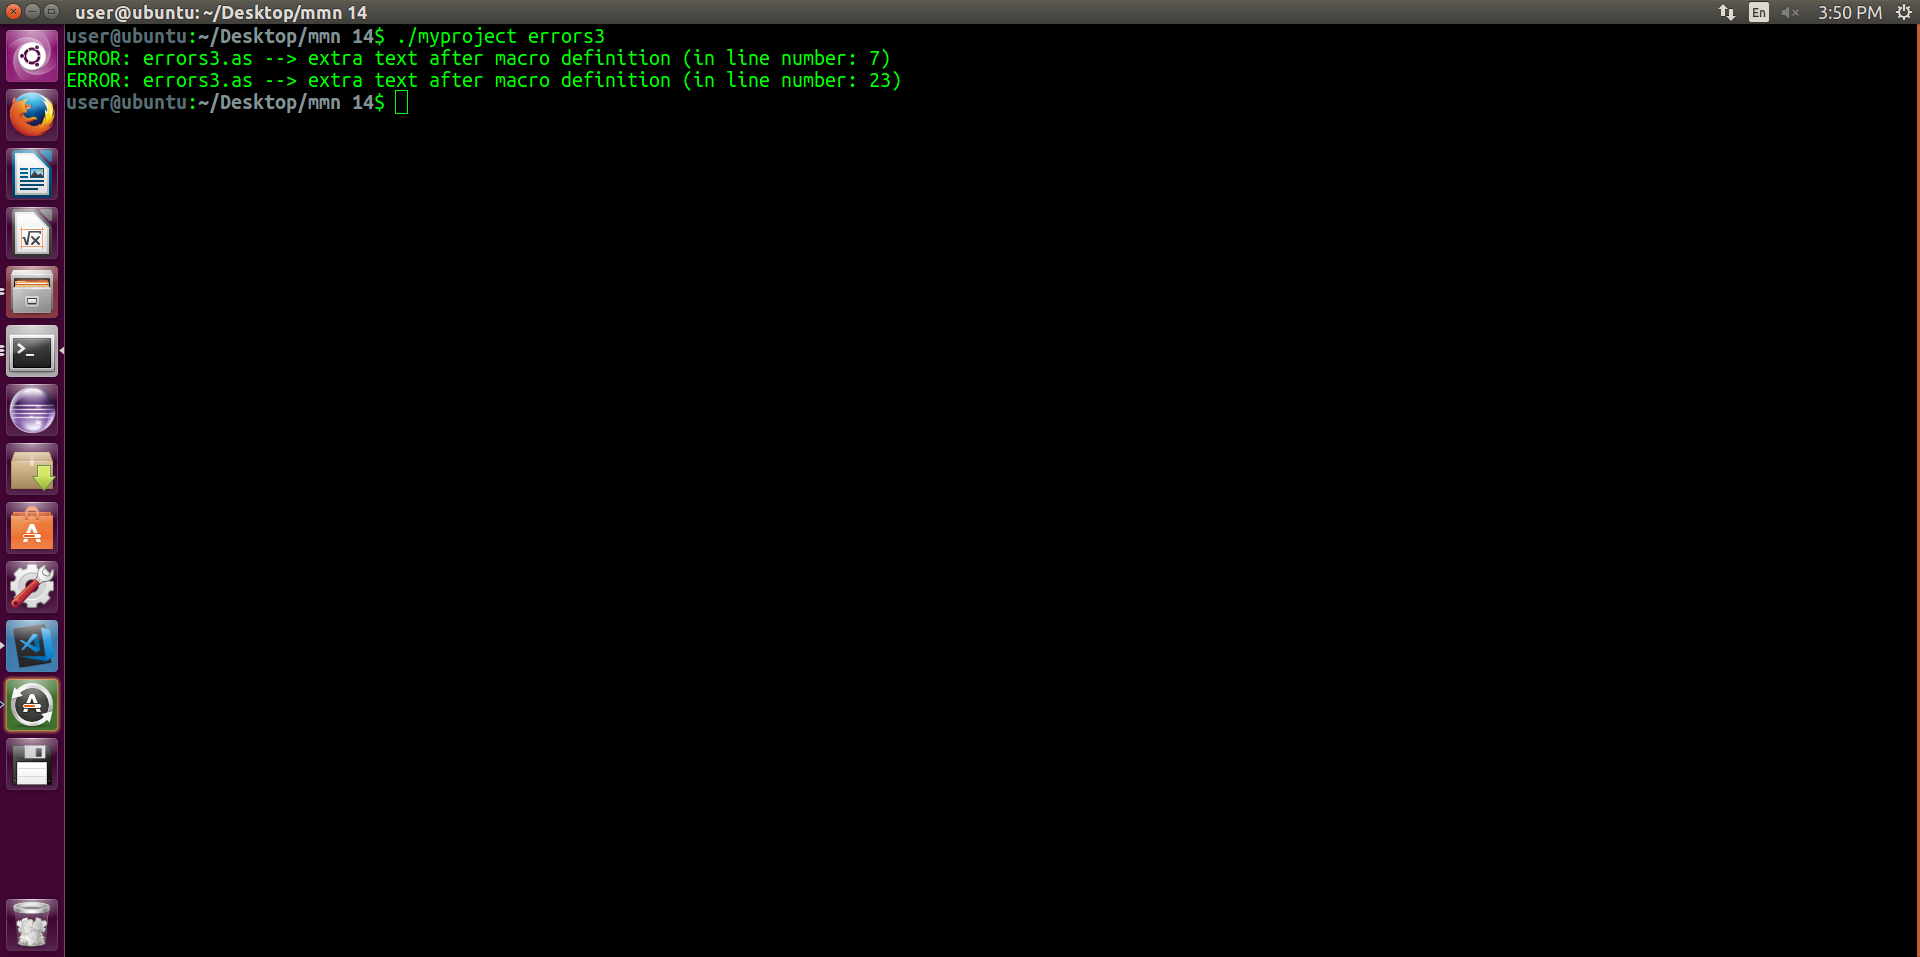 user@ubuntu: ~/Desktop/mmn 14
En
3:50 PM
user@ubuntu:~/Desktop/mmn 14$ ./myproject errors3
ERROR: errors3.as --> extra text after macro definition (in line number: 7)
ERROR: errors3.as --> extra text after macro definition (in line number: 23)
user@ubuntu:~/Desktop/mmn 14$